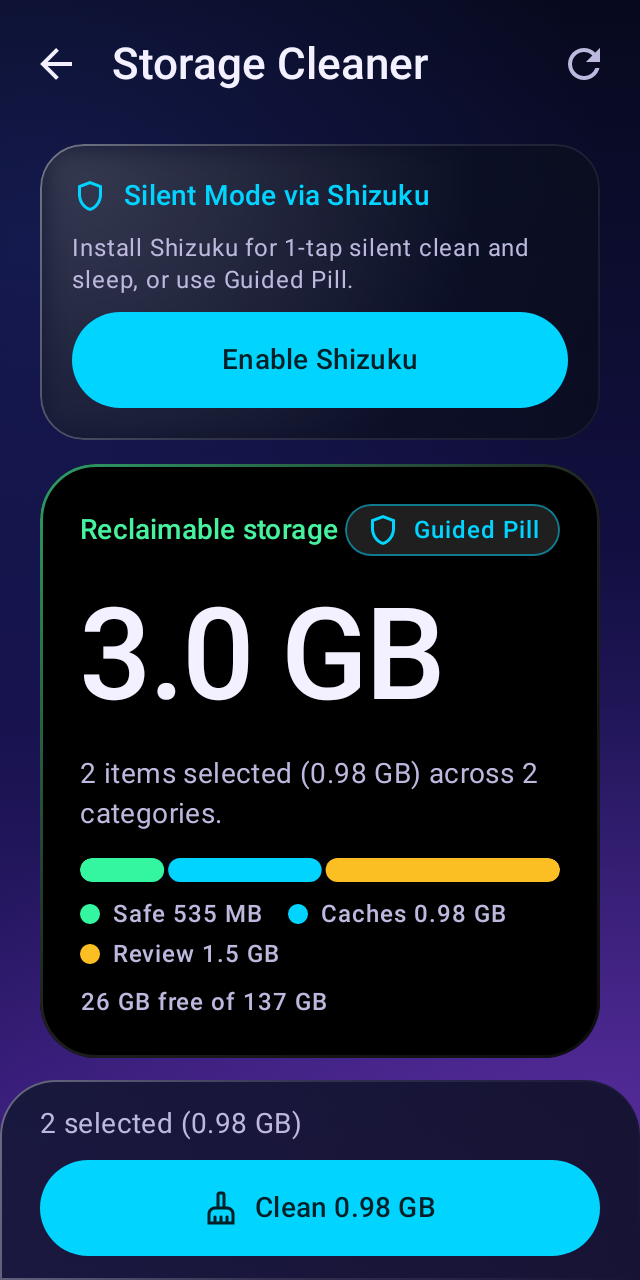 Storage Cleaner
Silent Mode via Shizuku
Install Shizuku for 1-tap silent clean and
sleep, or use Guided Pill.
Enable Shizuku
Reclaimable storage
Guided Pill
3.0 GB
2 items selected (0.98 GB) across 2
categories.
Safe 535 MB
Caches 0.98 GB
Review 1.5 GB
26 GB free of 137 GB
2 selected (0.98 GB)
Clean 0.98 GB